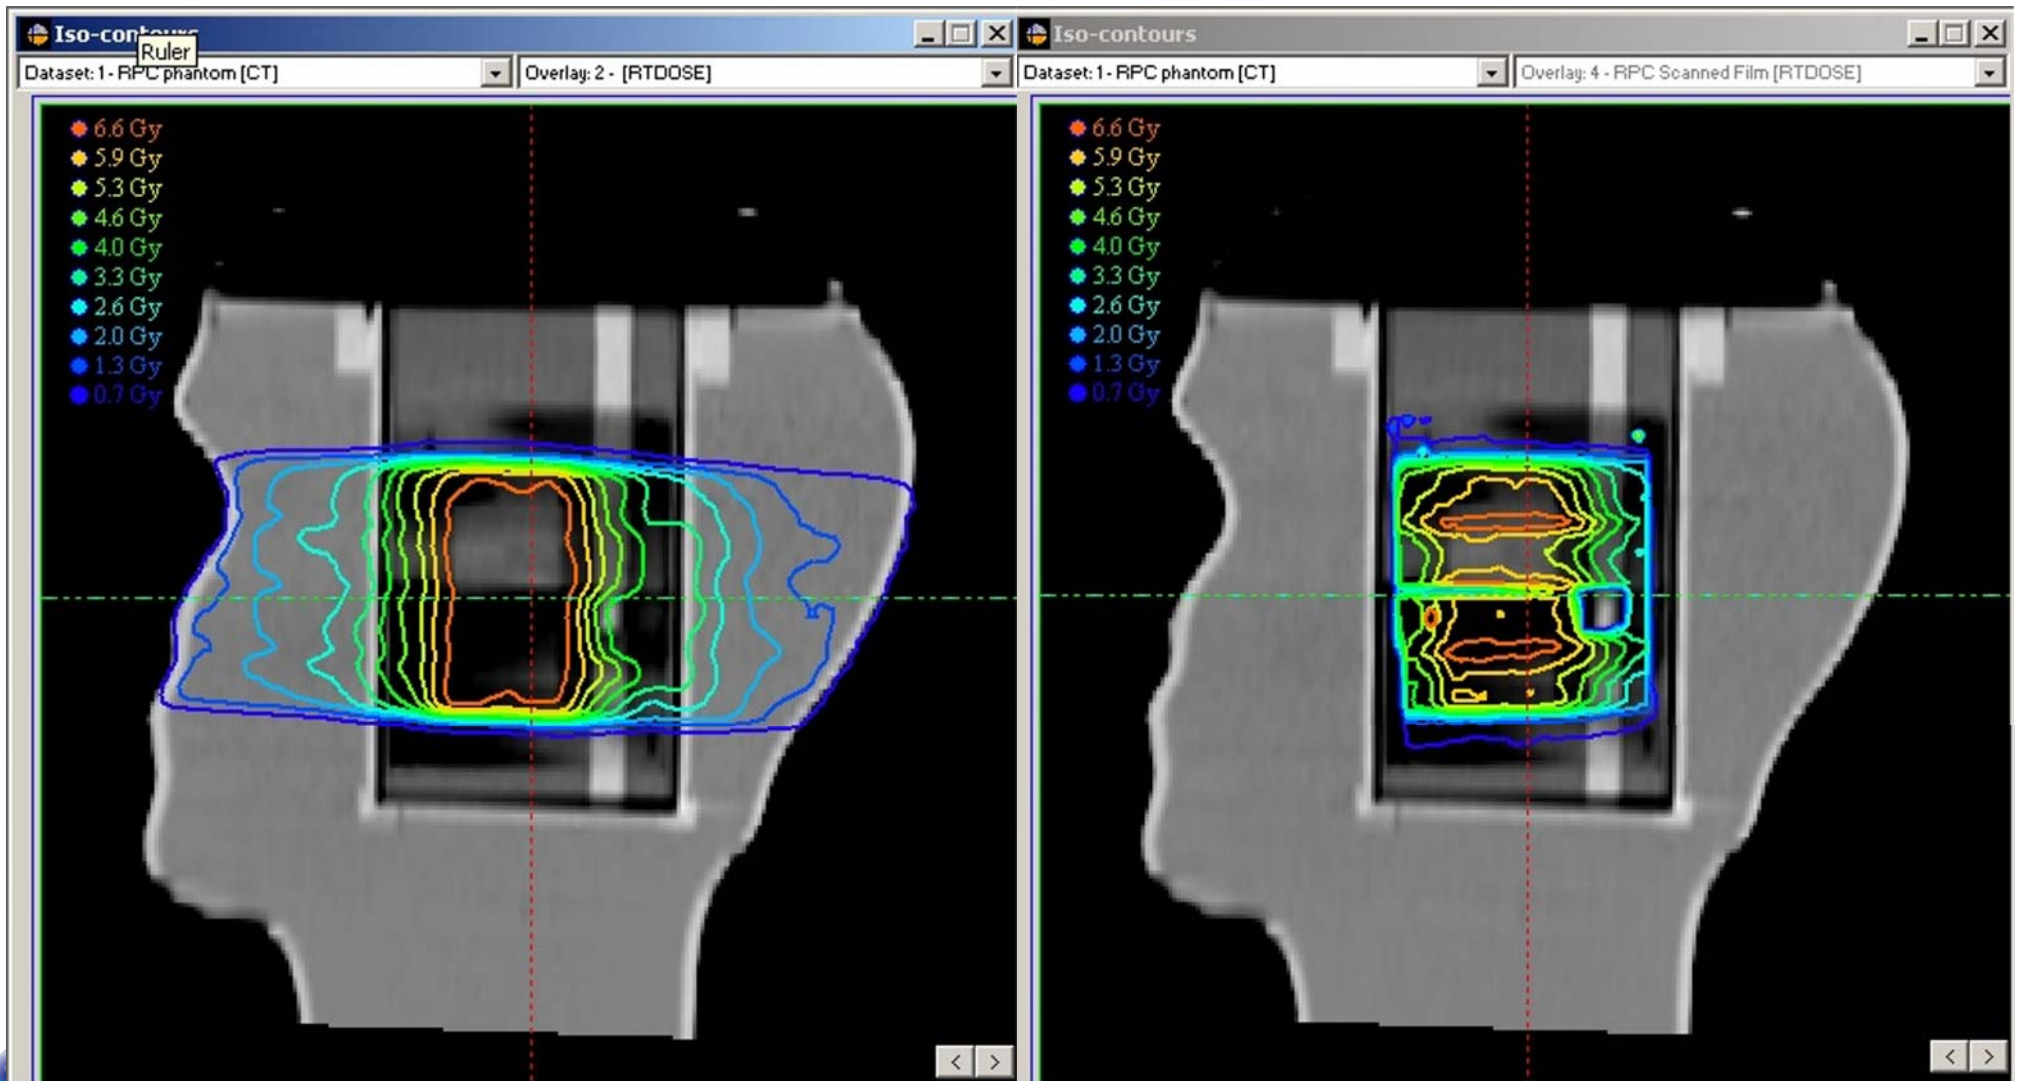 Iso-contours
Ruler
Dataset: 1 - RPC phantom [CT]
Overlay: 2 - [RTDOSE]
6.6 Gy
5.9 Gy
5.3 Gy
4.6 Gy
4.0 Gy
3.3 Gy
2.6 Gy
2.0 Gy
1.3 Gy
0.7 Gy
< >
Iso-contours
Dataset: 1 - RPC phantom [CT]
Overlay: 4 - RPC Scanned Film [RTDOSE]
6.6 Gy
5.9 Gy
5.3 Gy
4.6 Gy
4.0 Gy
3.3 Gy
2.6 Gy
2.0 Gy
1.3 Gy
0.7 Gy
< >